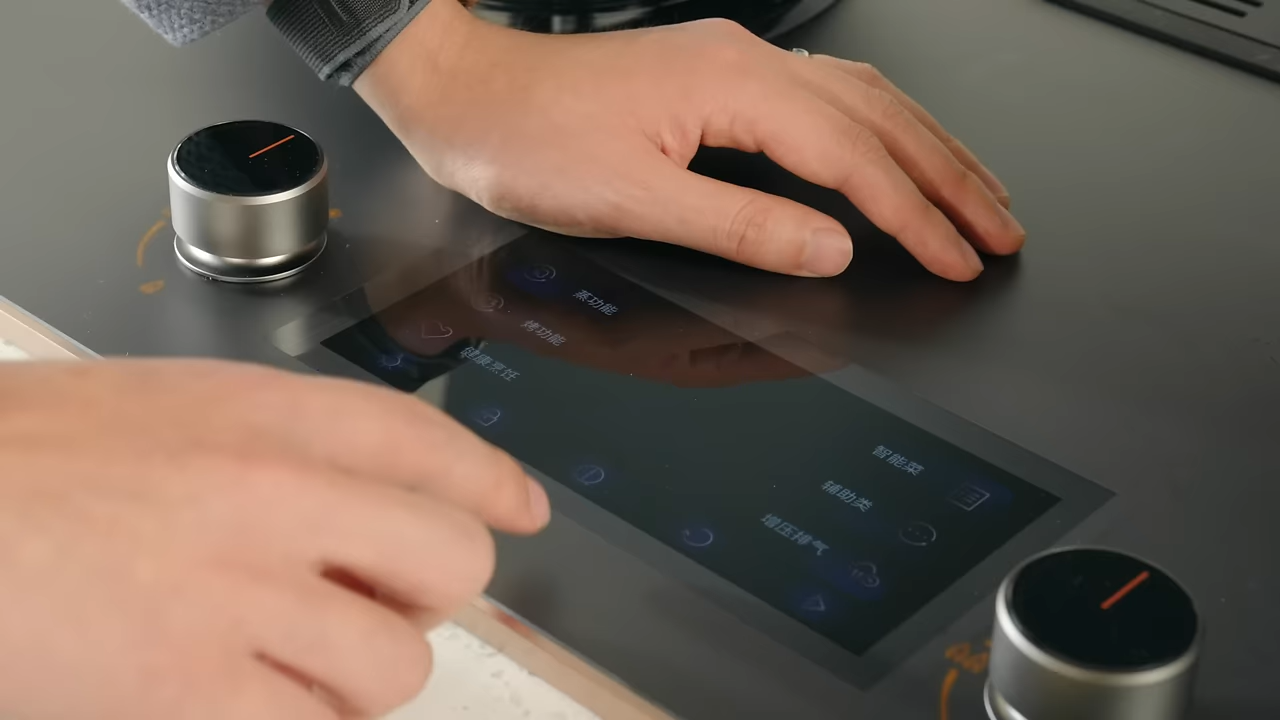 蒸功能
烤功能
健康烹饪
智能菜
辅助类
增压排气